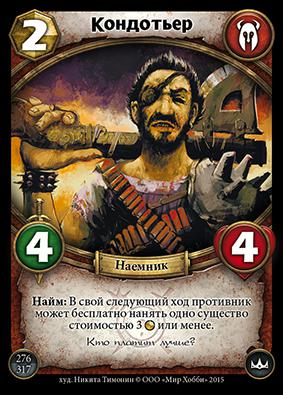 2 Кондотьер
4 Наемник 4
Найм: В свой следующий ход противник
может бесплатно нанять одно существо
стоимостью 3 или менее.
Кто платит лучше?
276
317
худ. Никита Тимонин © ООО «Мир Хобби» 2015